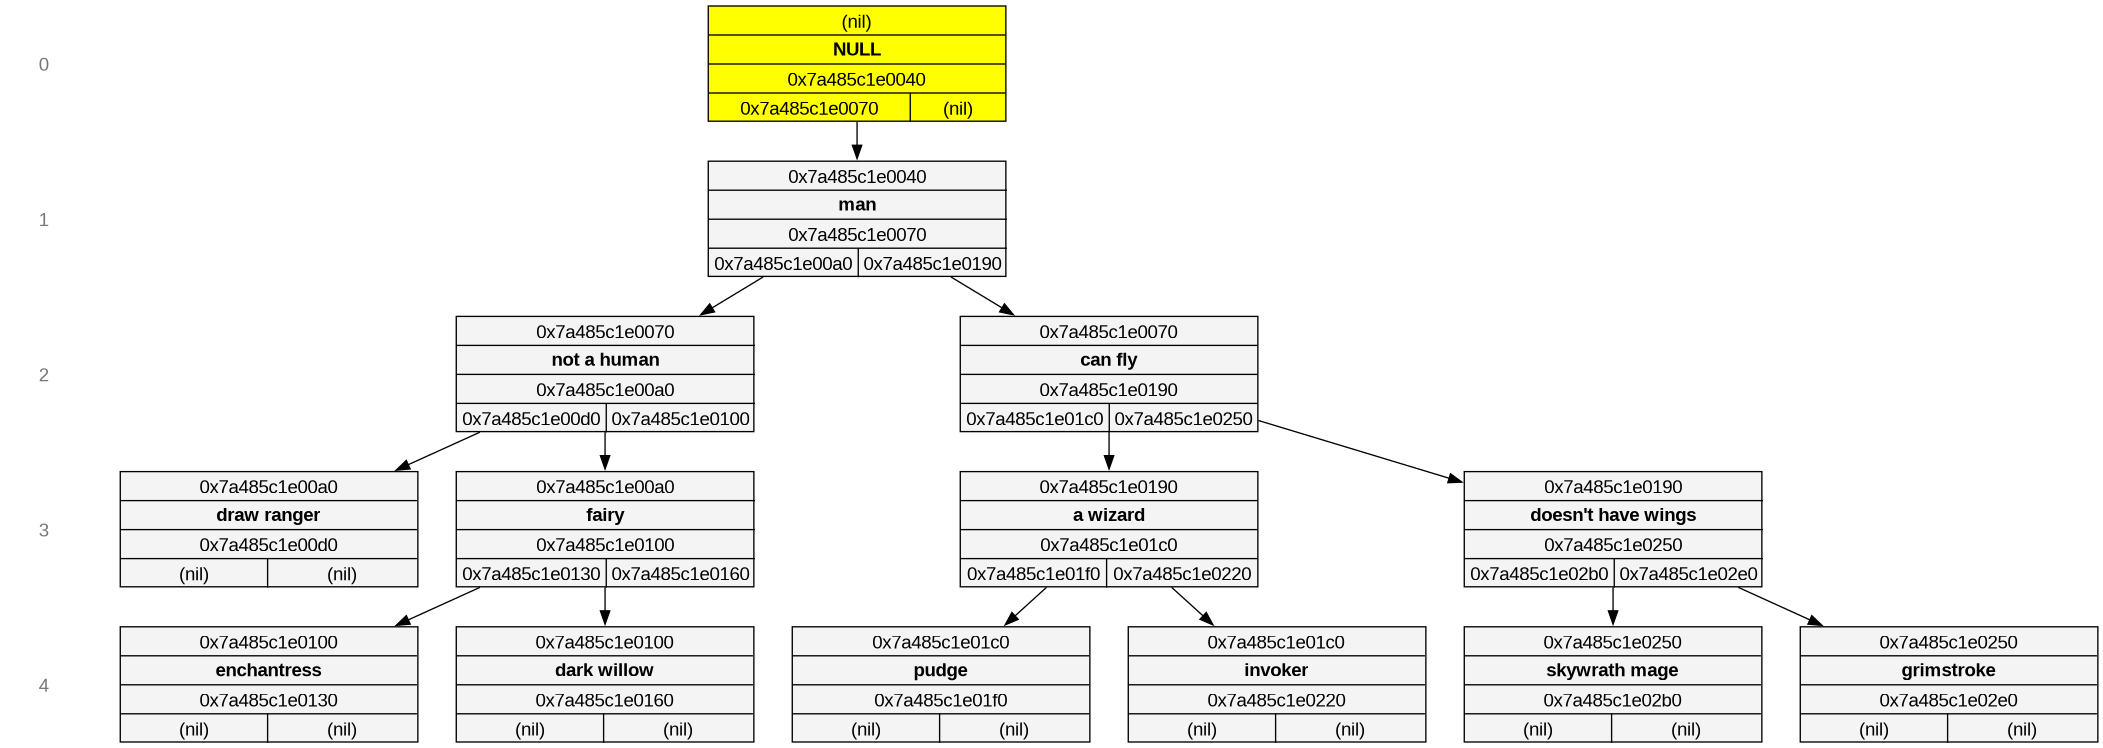 0
(nil)
NULL
0x7a485c1e0040
0x7a485c1e0070 (nil)
1
0x7a485c1e0040
man
0x7a485c1e0070
0x7a485c1e00a0 0x7a485c1e0190
2
0x7a485c1e0070
not a human
0x7a485c1e00a0
0x7a485c1e00d0 0x7a485c1e0100
0x7a485c1e0070
can fly
0x7a485c1e0190
0x7a485c1e01c0 0x7a485c1e0250
3
0x7a485c1e00a0
draw ranger
0x7a485c1e00d0
(nil) (nil)
0x7a485c1e00a0
fairy
0x7a485c1e0100
0x7a485c1e0130 0x7a485c1e0160
0x7a485c1e0190
a wizard
0x7a485c1e01c0
0x7a485c1e01f0 0x7a485c1e0220
0x7a485c1e0190
doesn't have wings
0x7a485c1e0250
0x7a485c1e02b0 0x7a485c1e02e0
4
0x7a485c1e0100
enchantress
0x7a485c1e0130
(nil) (nil)
0x7a485c1e0100
dark willow
0x7a485c1e0160
(nil) (nil)
0x7a485c1e01c0
pudge
0x7a485c1e01f0
(nil) (nil)
0x7a485c1e01c0
invoker
0x7a485c1e0220
(nil) (nil)
0x7a485c1e0250
skywrath mage
0x7a485c1e02b0
(nil) (nil)
0x7a485c1e0250
grimstroke
0x7a485c1e02e0
(nil) (nil)